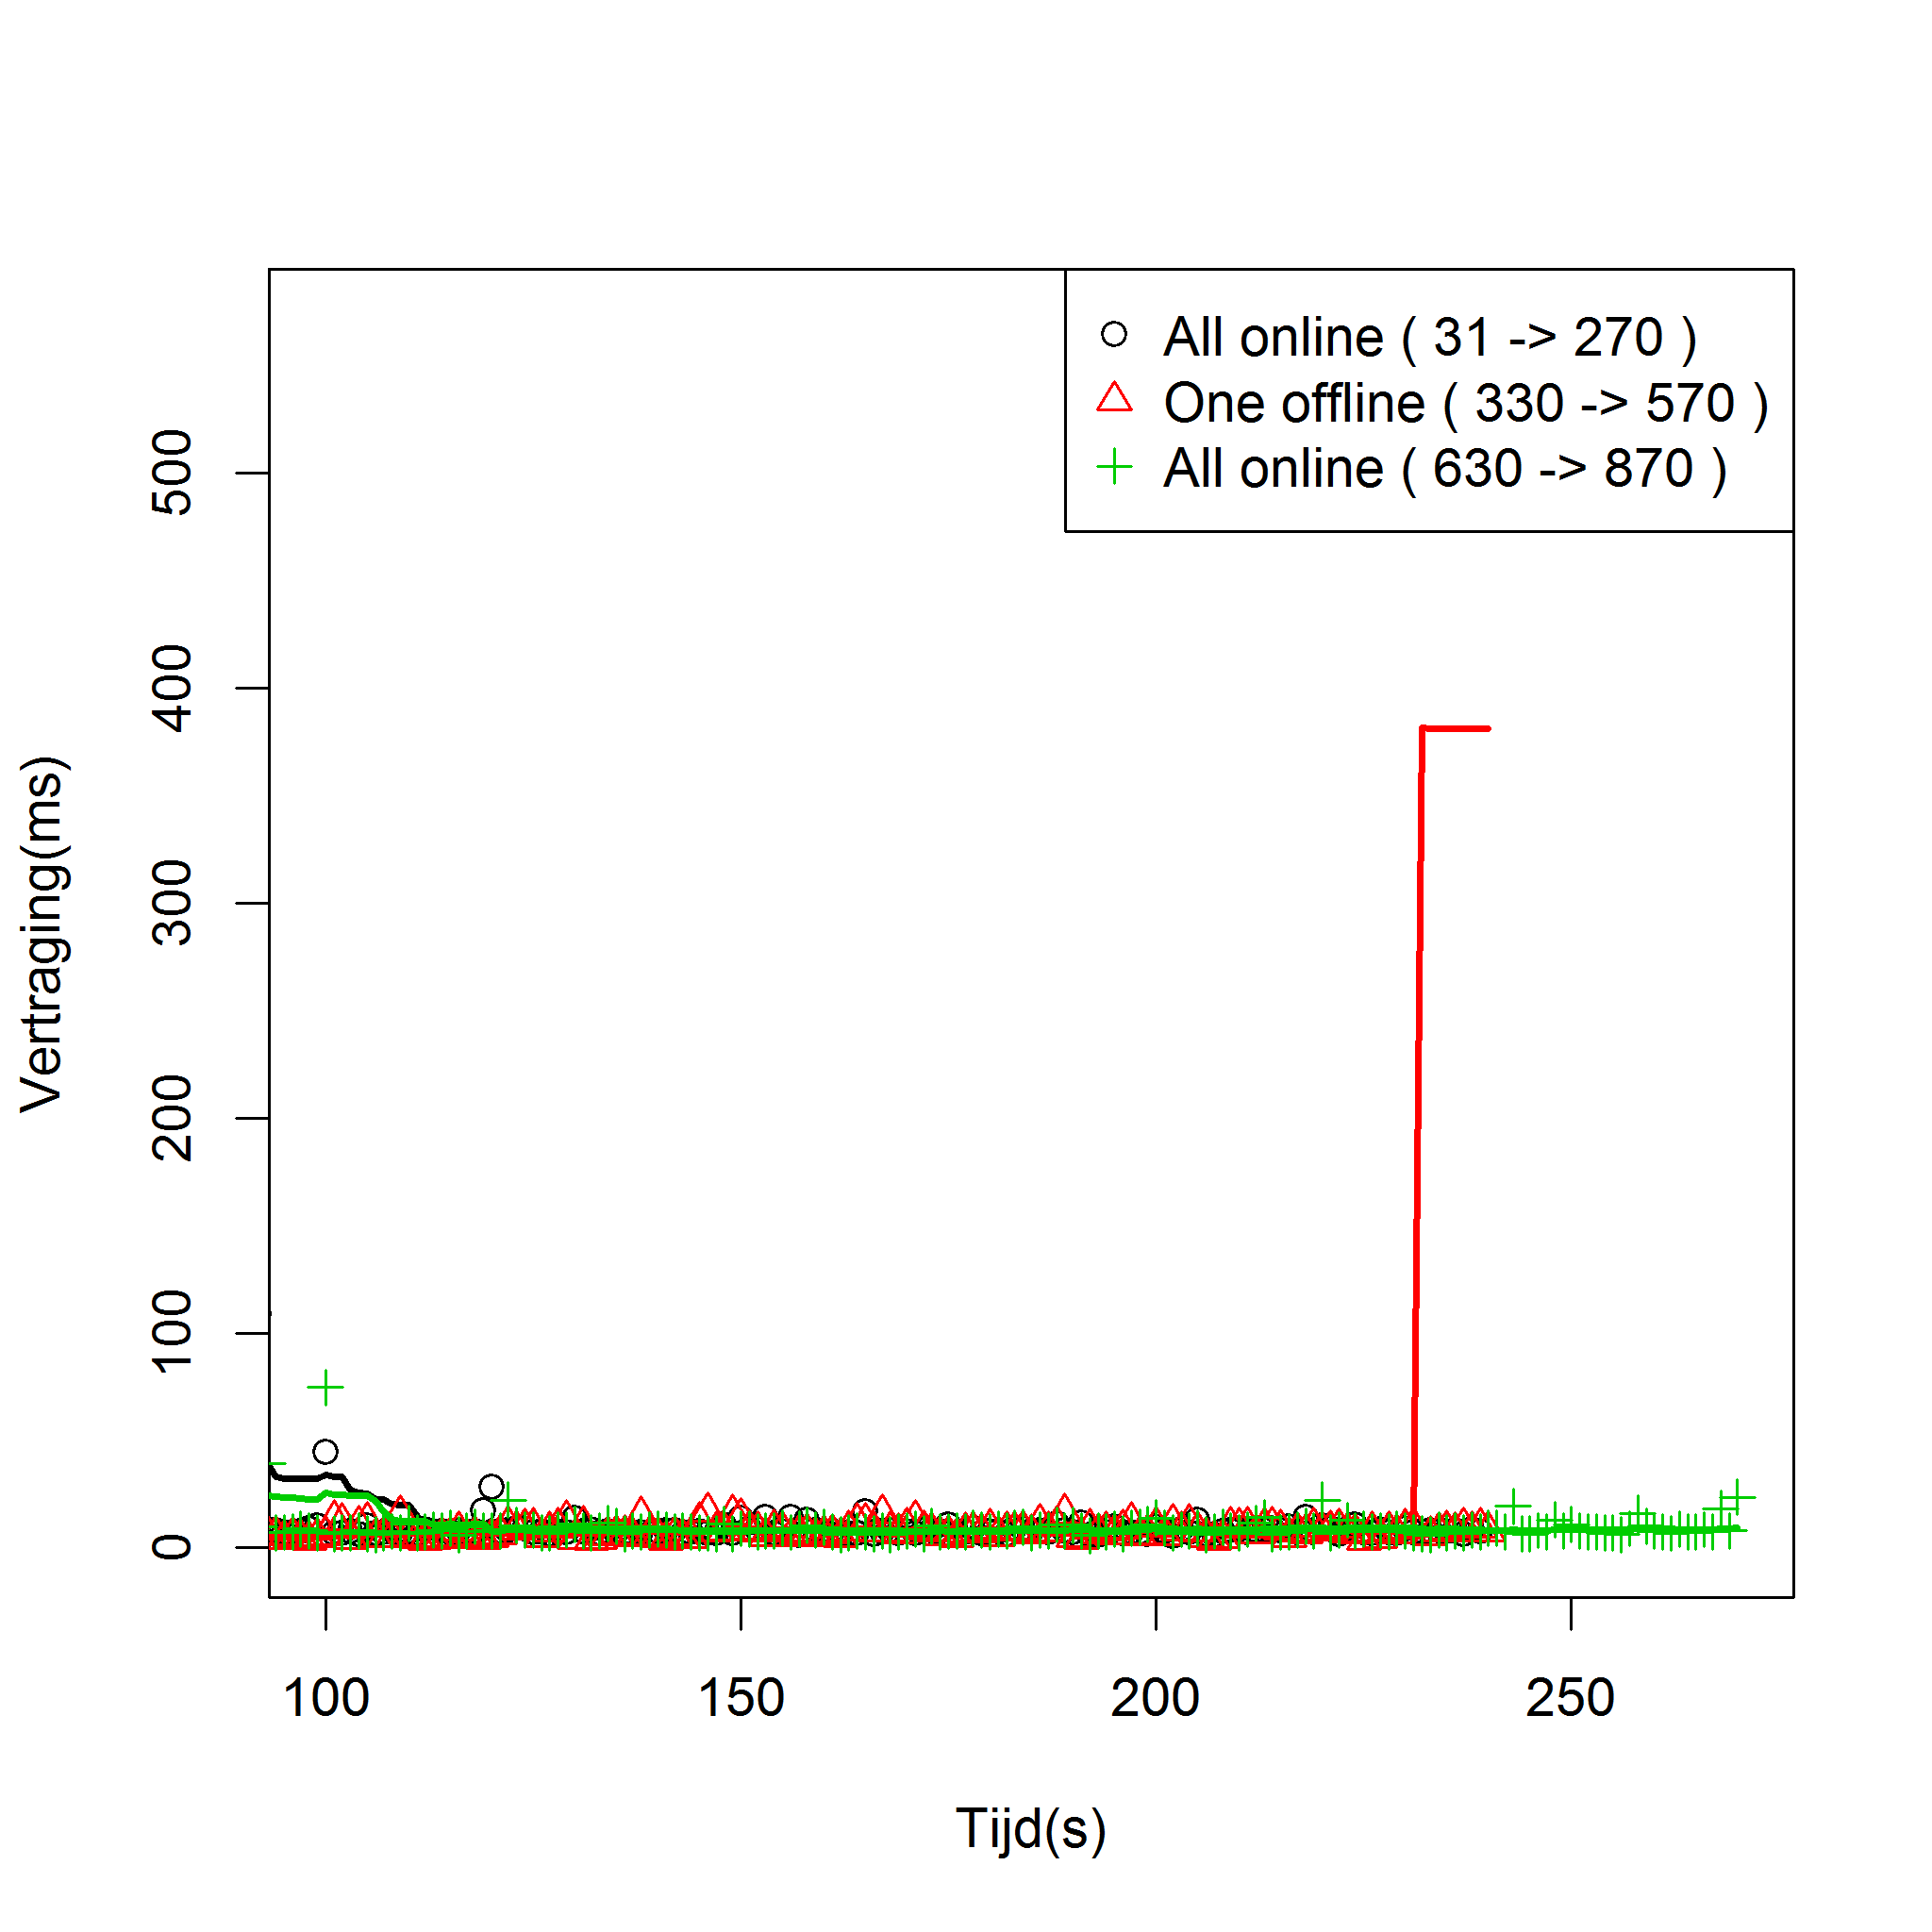 All online ( 31 -> 270 )
One offline ( 330 -> 570 )
All online ( 630 -> 870 )
500
400
300
200
100
0
Vertraging(ms)
100 150 200 250
Tijd(s)